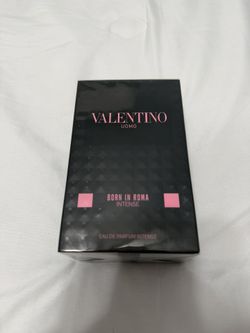 VALENTINO
UOMO
BORN IN ROMA
INTENSE
EAU DE PARFUM INTENSE